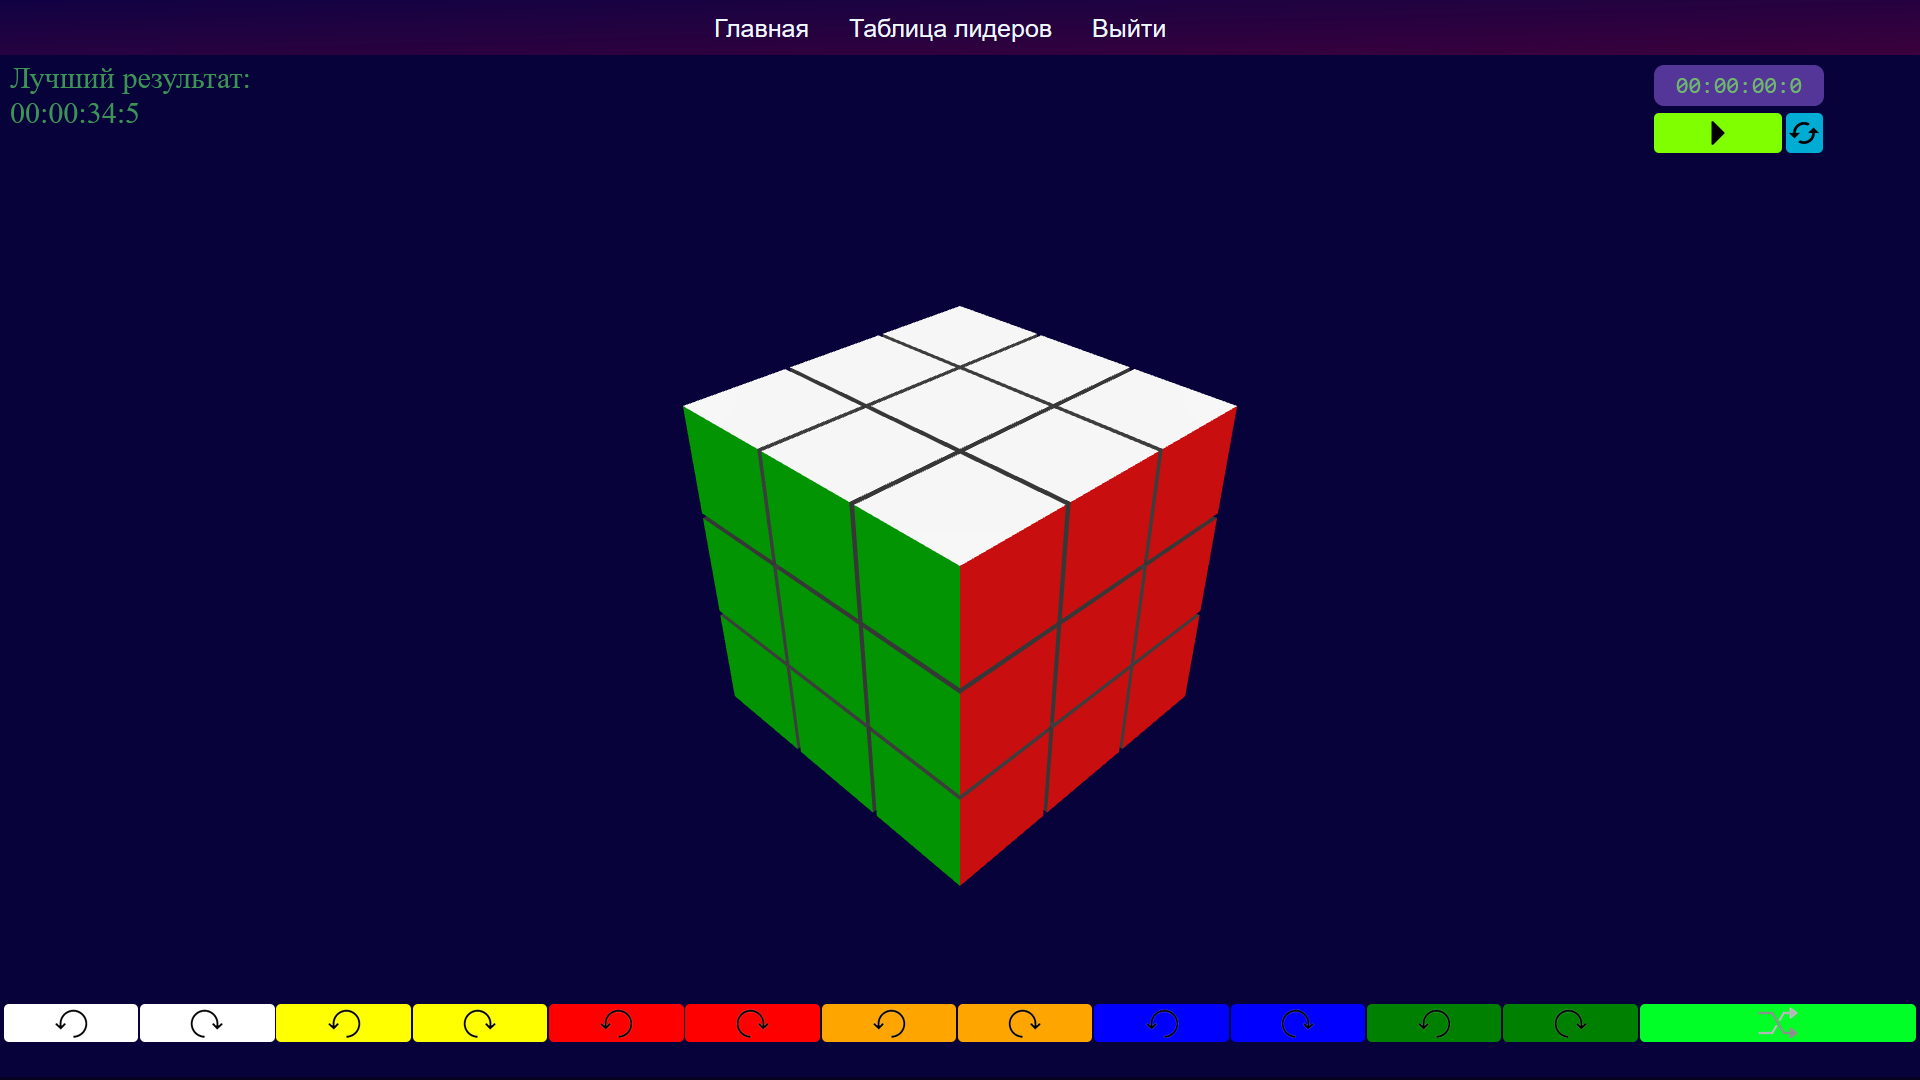 Главная Таблица лидеров Выйти
Лучший результат:
00:00:34:5
00:00:00:0